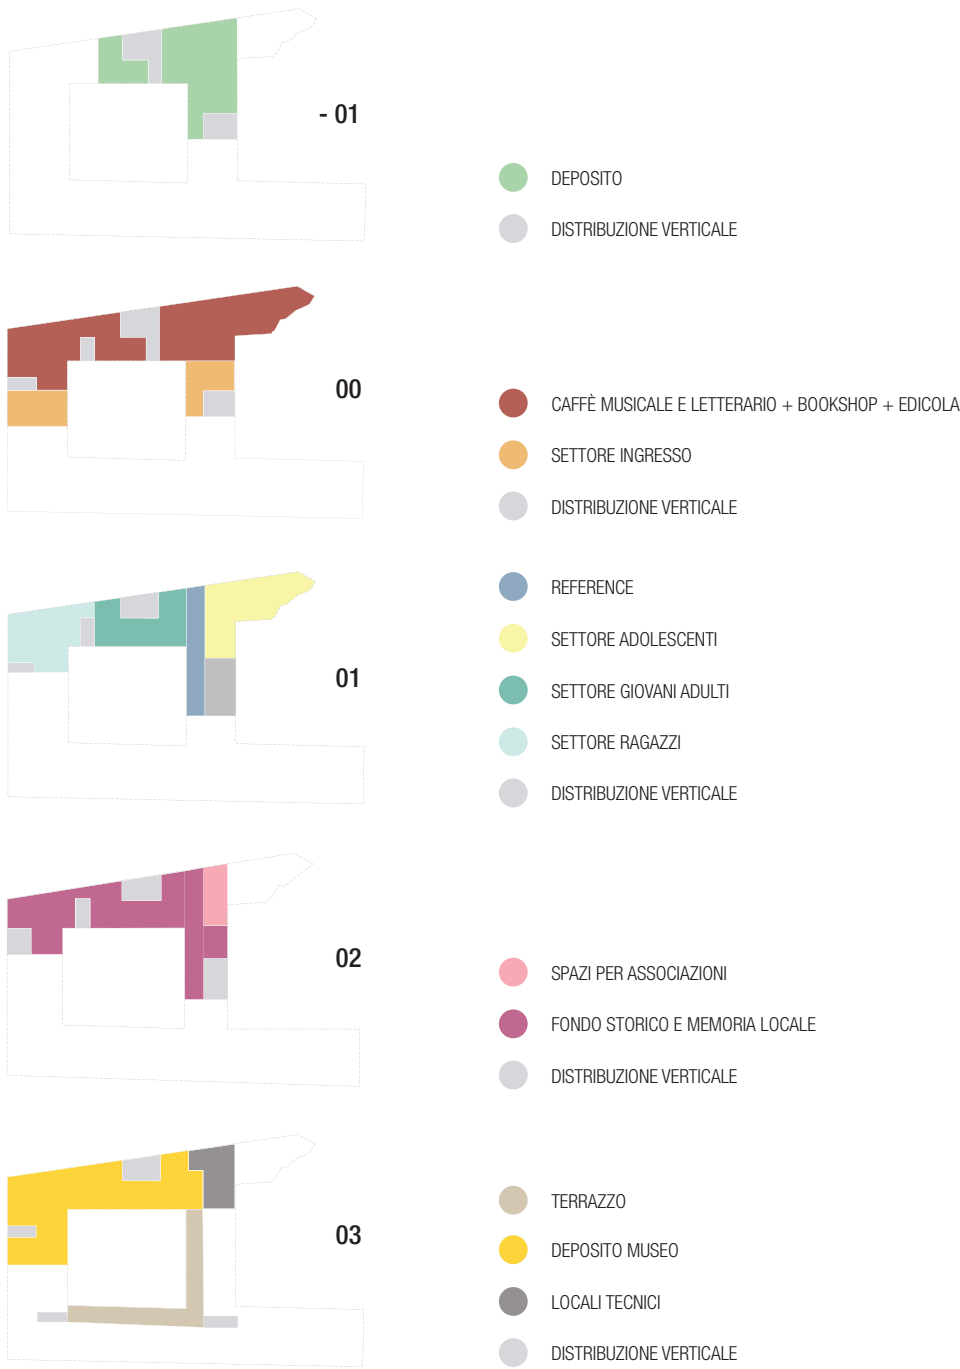 - 01
DEPOSITO
DISTRIBUZIONE VERTICALE
00
CAFFÈ MUSICALE E LETTERARIO + BOOKSHOP + EDICOLA
SETTORE INGRESSO
DISTRIBUZIONE VERTICALE
01
REFERENCE
SETTORE ADOLESCENTI
SETTORE GIOVANI ADULTI
SETTORE RAGAZZI
DISTRIBUZIONE VERTICALE
02
SPAZI PER ASSOCIAZIONI
FONDO STORICO E MEMORIA LOCALE
DISTRIBUZIONE VERTICALE
03
TERRAZZO
DEPOSITO MUSEO
LOCALI TECNICI
DISTRIBUZIONE VERTICALE